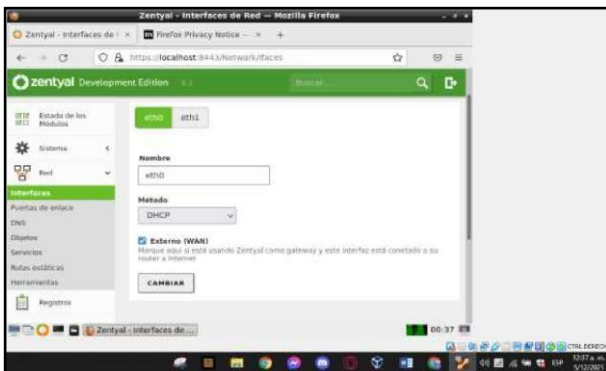 Zentyal - Interfaces de Red — Mozilla Firefox
Zentyal - Interfaces de
Firefox Privacy Notice —
https://localhost:8443/Network/Ifaces
zentyal Development Edition
Buscar...
Estado de los
Módulos
Sistema
Red
Interfaces
Puertas de enlace
DNS
Objetos
Servicios
Rutas estáticas
Herramientas
Registros
eth0 eth1
Nombre
eth0
Método
DHCP
Externo (WAN)
Marque aquí si está usando Zentyal como gateway y este interfaz está conetado a su
router a Internet
CAMBIAR
Zentyal - Interfaces de...
00:37
CTRL DERECHO
ESP
12:37 a. m.
5/12/2021